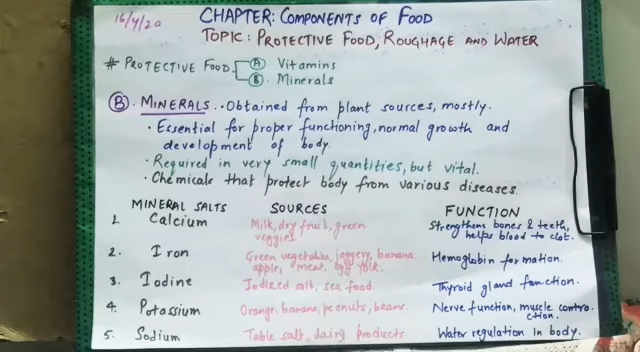 16/4/20
CHAPTER: COMPONENTS OF FOOD
TOPIC: PROTECTIVE FOOD, ROUGHAGE AND WATER
# PROTECTIVE FOOD
A Vitamins
B Minerals
B. MINERALS. . Obtained from plant sources, mostly.
· Essential for proper functioning, normal growth and
development of body.
· Required in very small quantities, but vital.
· Chemicals that protect body from various diseases.
MINERAL SALTS SOURCES FUNCTION
1. Calcium Milk, dry fruit, green Strengthens bones & teeth,
veggies helps blood to clot.
2. Iron Green vegetables, jaggery, banana Hemoglobin formation.
apple, meat, egg yolk.
3. Iodine Iodized salt, sea food. Thyroid gland function.
4. Potassium Orange, banana, peanuts, beans. Nerve function, muscle contra-
ction.
5. Sodium Table salt, dairy products Water regulation in body.